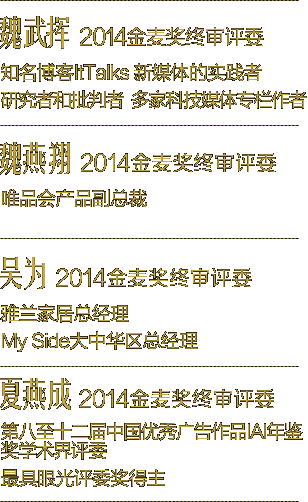 魏武挥 2014金麦奖终审评委
知名博客ItTalks 新媒体的实践者
研究者和批判者 多家科技媒体专栏作者
魏燕翔 2014金麦奖终审评委
唯品会产品副总裁
吴为 2014金麦奖终审评委
雅兰家居总经理
My Side大中华区总经理
夏燕成 2014金麦奖终审评委
第八至十二届中国优秀广告作品IAI年鉴
奖学术界评委
最具眼光评委奖得主